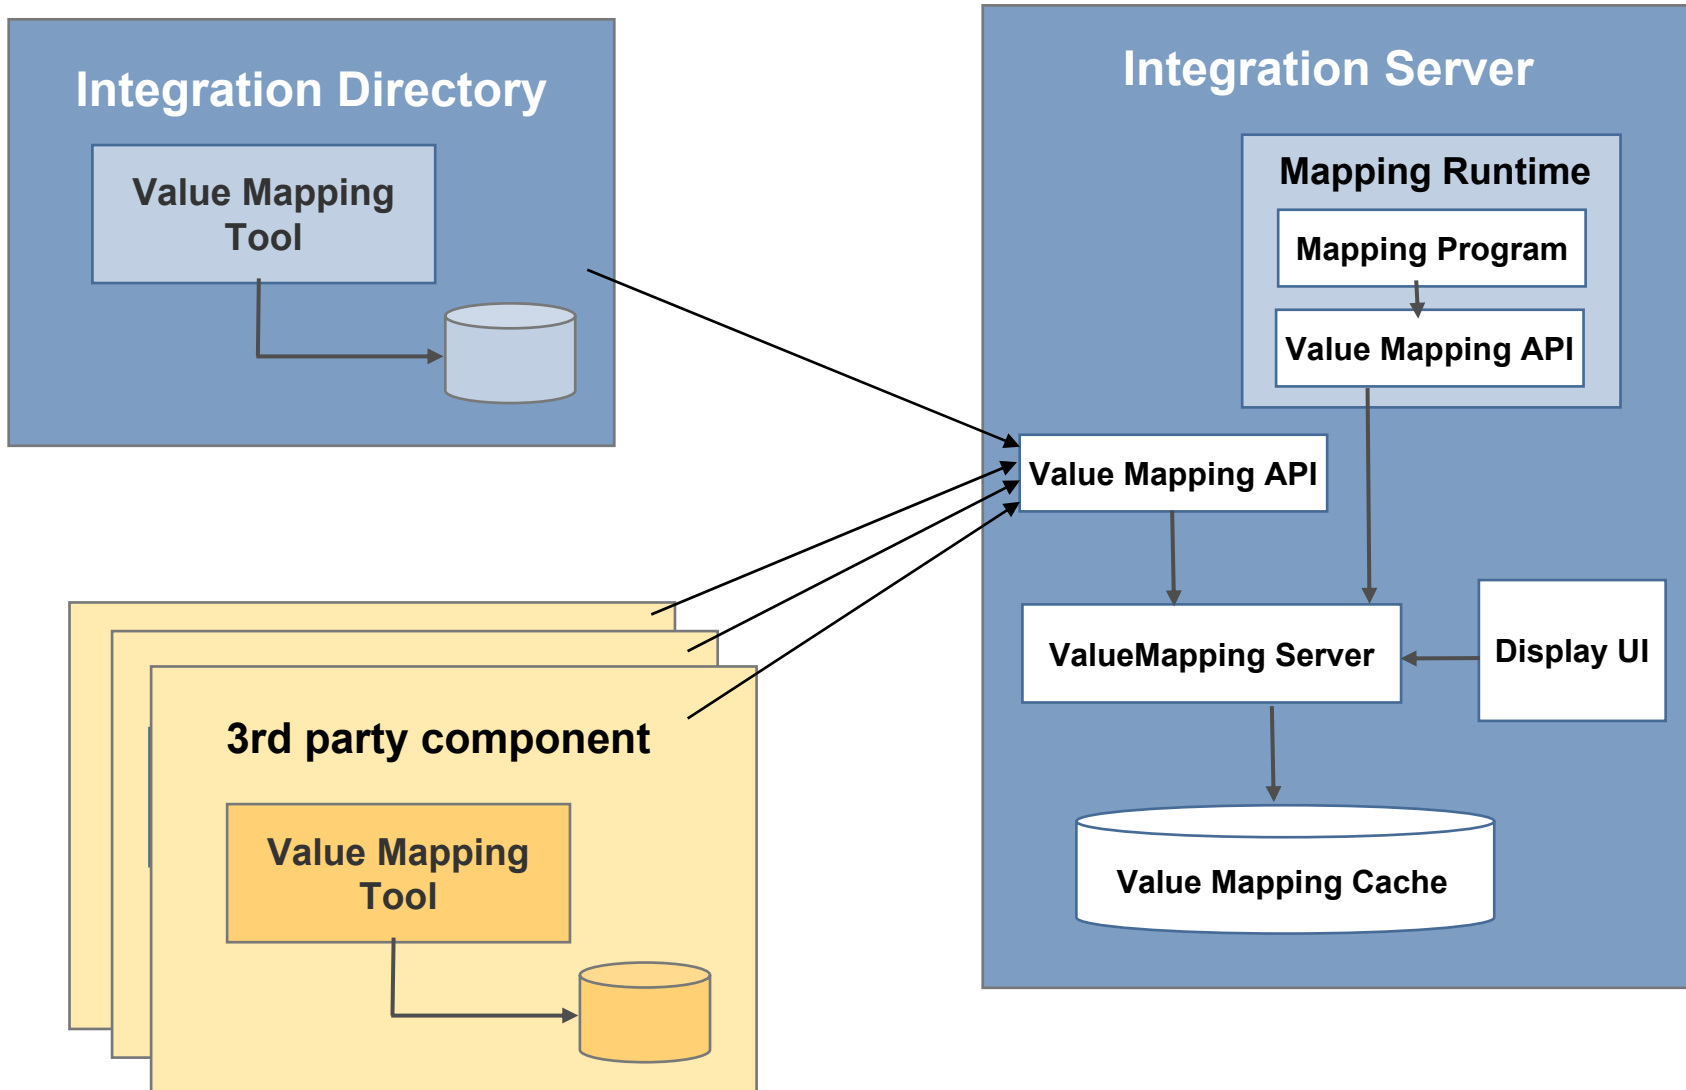 Integration Directory
Value Mapping
Tool
3rd party component
Value Mapping
Tool
Integration Server
Mapping Runtime
Mapping Program
Value Mapping API
Value Mapping API
ValueMapping Server
Display UI
Value Mapping Cache